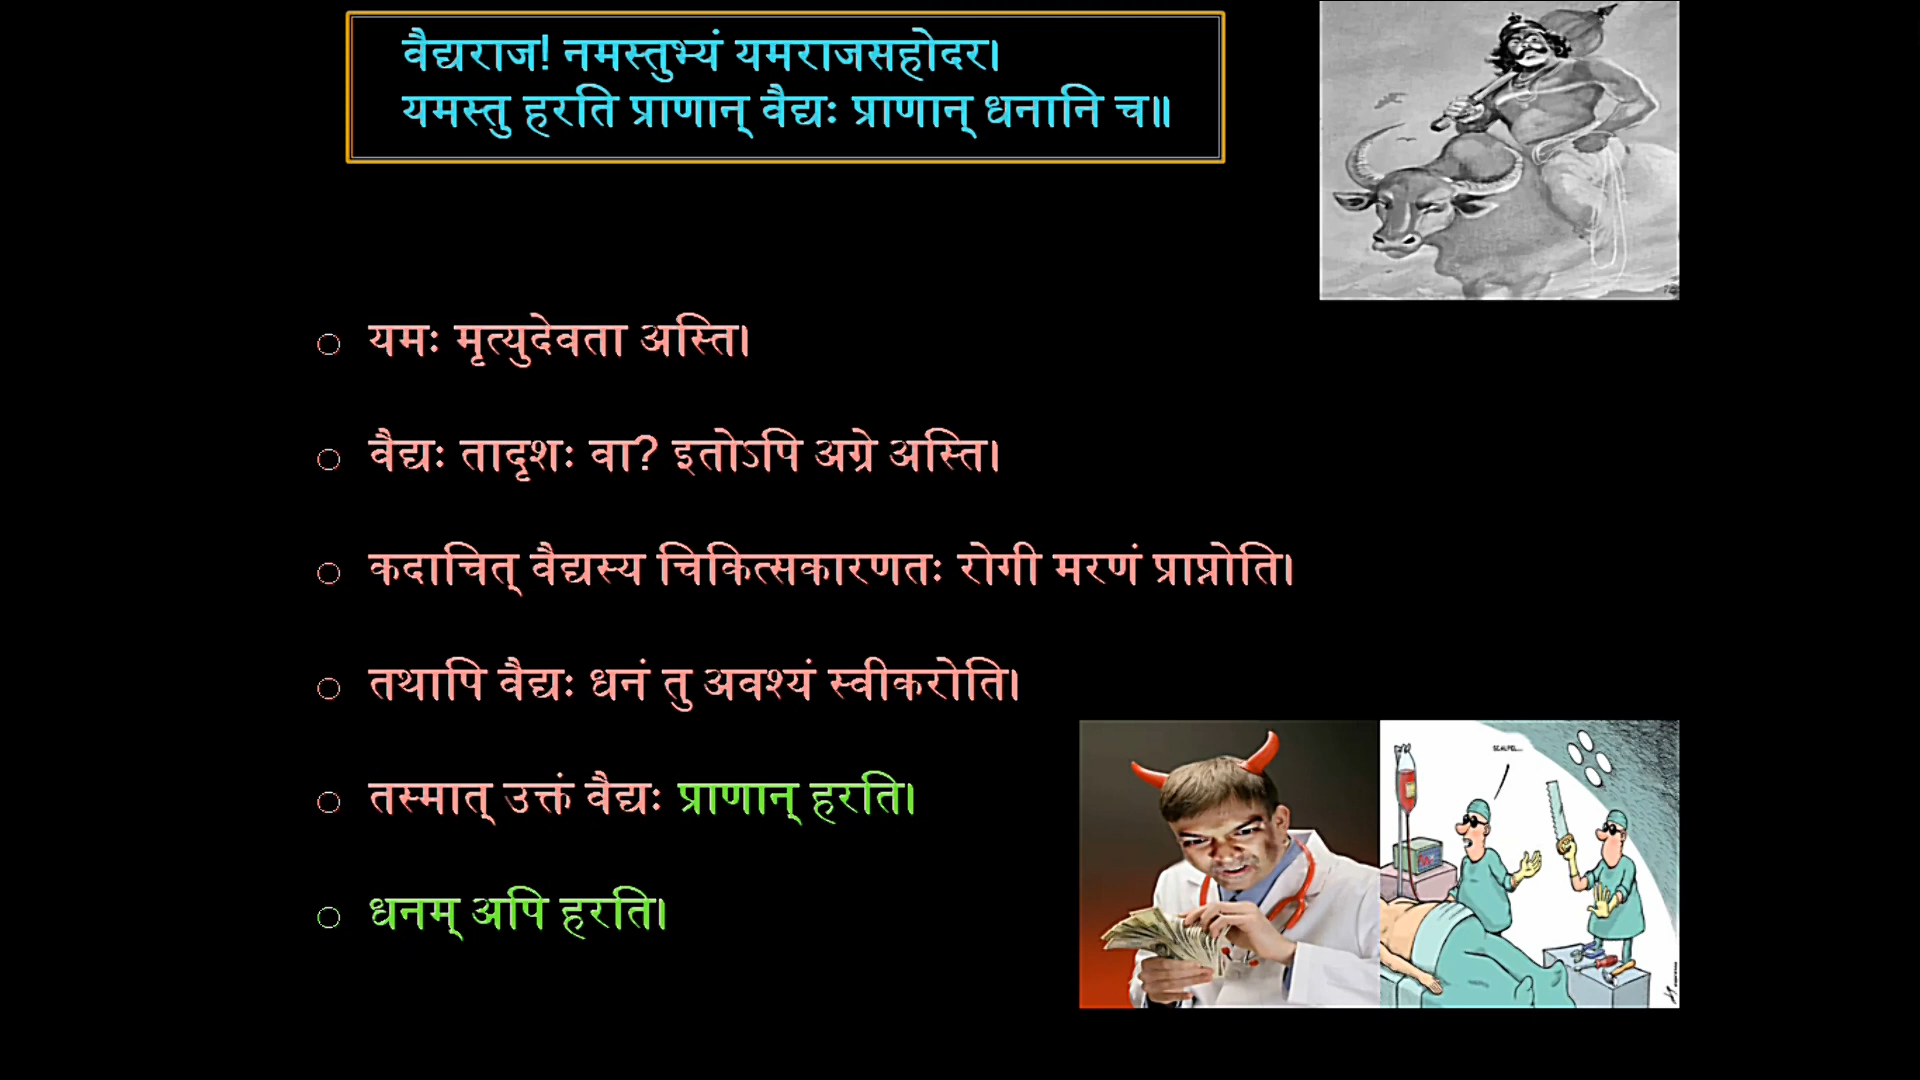 वैद्यराज! नमस्तुभ्यं यमराजसहोदर।
यमस्तु हरति प्राणान् वैद्यः प्राणान् धनानि च॥
यमः मृत्युदेवता अस्ति।
वैद्यः तादृशः वा? इतोऽपि अग्रे अस्ति।
कदाचित् वैद्यस्य चिकित्सकारणतः रोगी मरणं प्राप्नोति।
तथापि वैद्यः धनं तु अवश्यं स्वीकरोति।
SCALPEL...
तस्मात् उक्तं वैद्यः प्राणान् हरति।
धनम् अपि हरति।